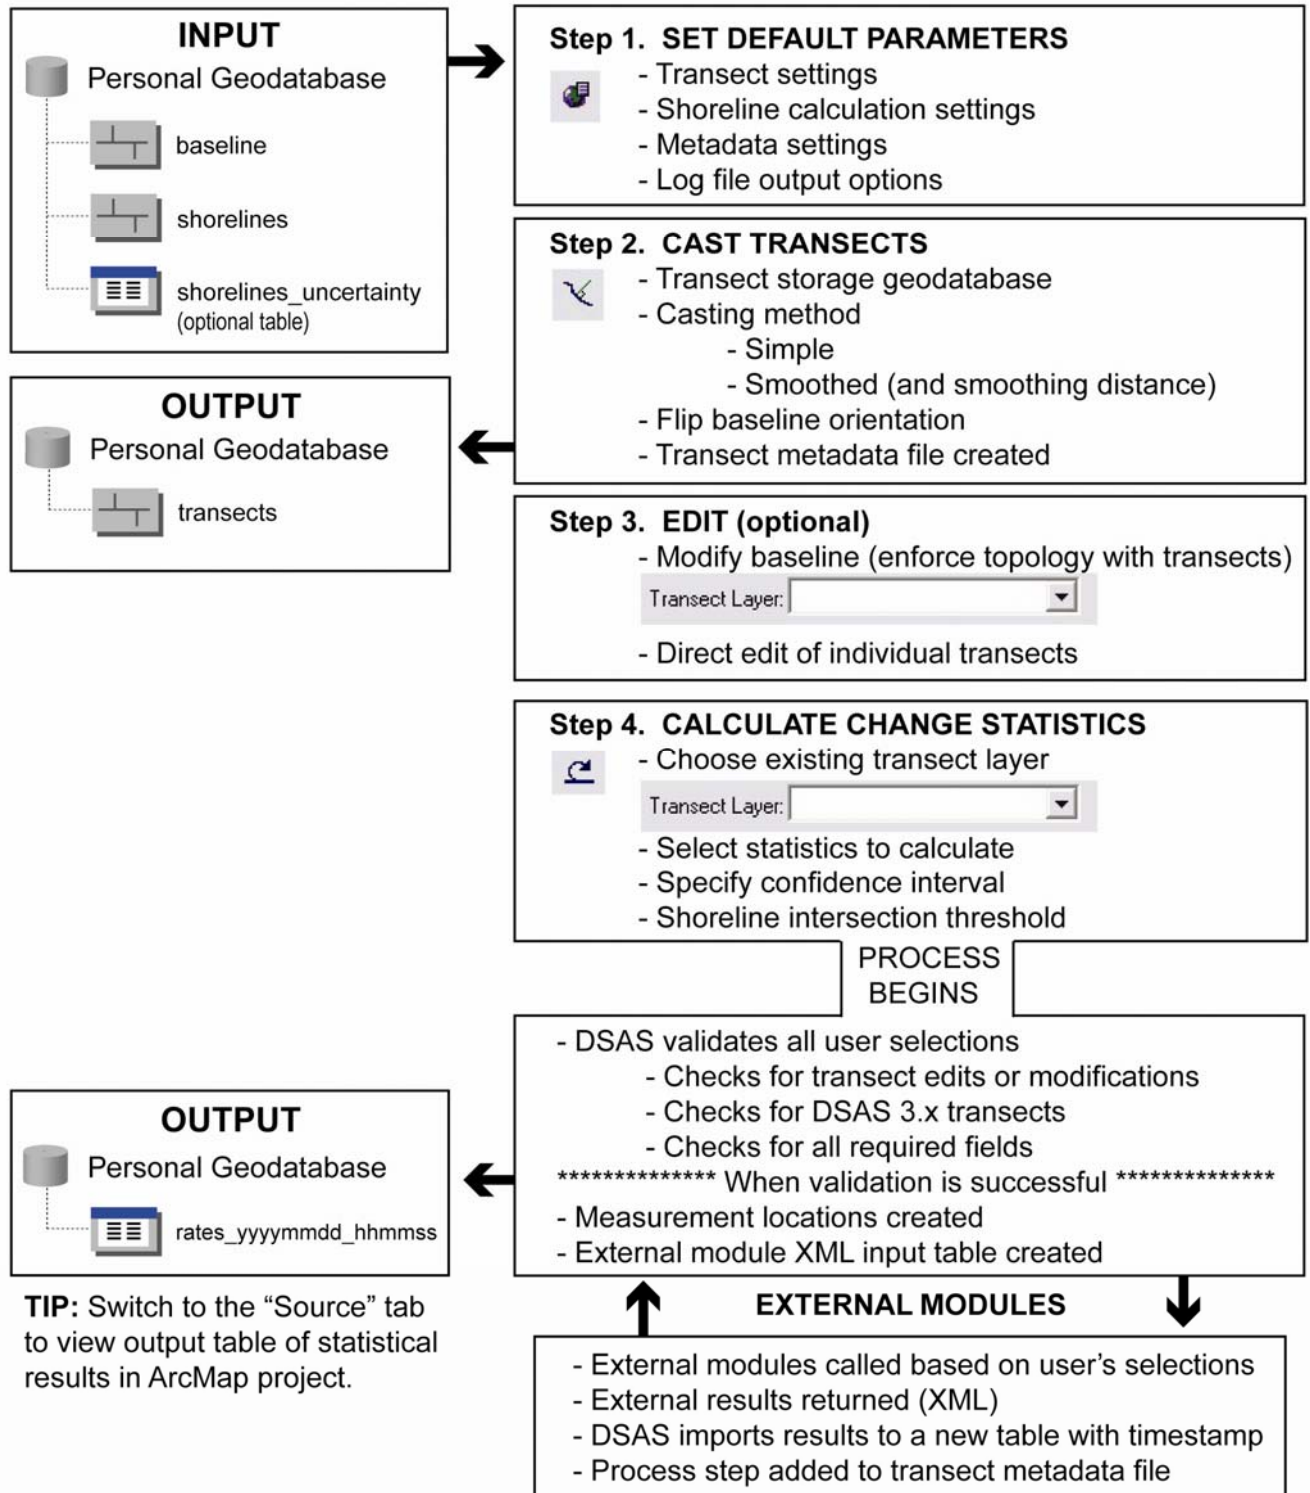 INPUT
Personal Geodatabase
baseline
shorelines
shorelines_uncertainty
(optional table)
Step 1. SET DEFAULT PARAMETERS
- Transect settings
- Shoreline calculation settings
- Metadata settings
- Log file output options
Step 2. CAST TRANSECTS
- Transect storage geodatabase
- Casting method
- Simple
- Smoothed (and smoothing distance)
- Flip baseline orientation
- Transect metadata file created
OUTPUT
Personal Geodatabase
transects
Step 3. EDIT (optional)
- Modify baseline (enforce topology with transects)
Transect Layer:
- Direct edit of individual transects
Step 4. CALCULATE CHANGE STATISTICS
- Choose existing transect layer
Transect Layer:
- Select statistics to calculate
- Specify confidence interval
- Shoreline intersection threshold
PROCESS
BEGINS
- DSAS validates all user selections
- Checks for transect edits or modifications
- Checks for DSAS 3.x transects
- Checks for all required fields
************** When validation is successful **************
- Measurement locations created
- External module XML input table created
OUTPUT
Personal Geodatabase
rates_yyyymmdd_hhmmss
TIP: Switch to the “Source” tab
to view output table of statistical
results in ArcMap project.
EXTERNAL MODULES
- External modules called based on user’s selections
- External results returned (XML)
- DSAS imports results to a new table with timestamp
- Process step added to transect metadata file